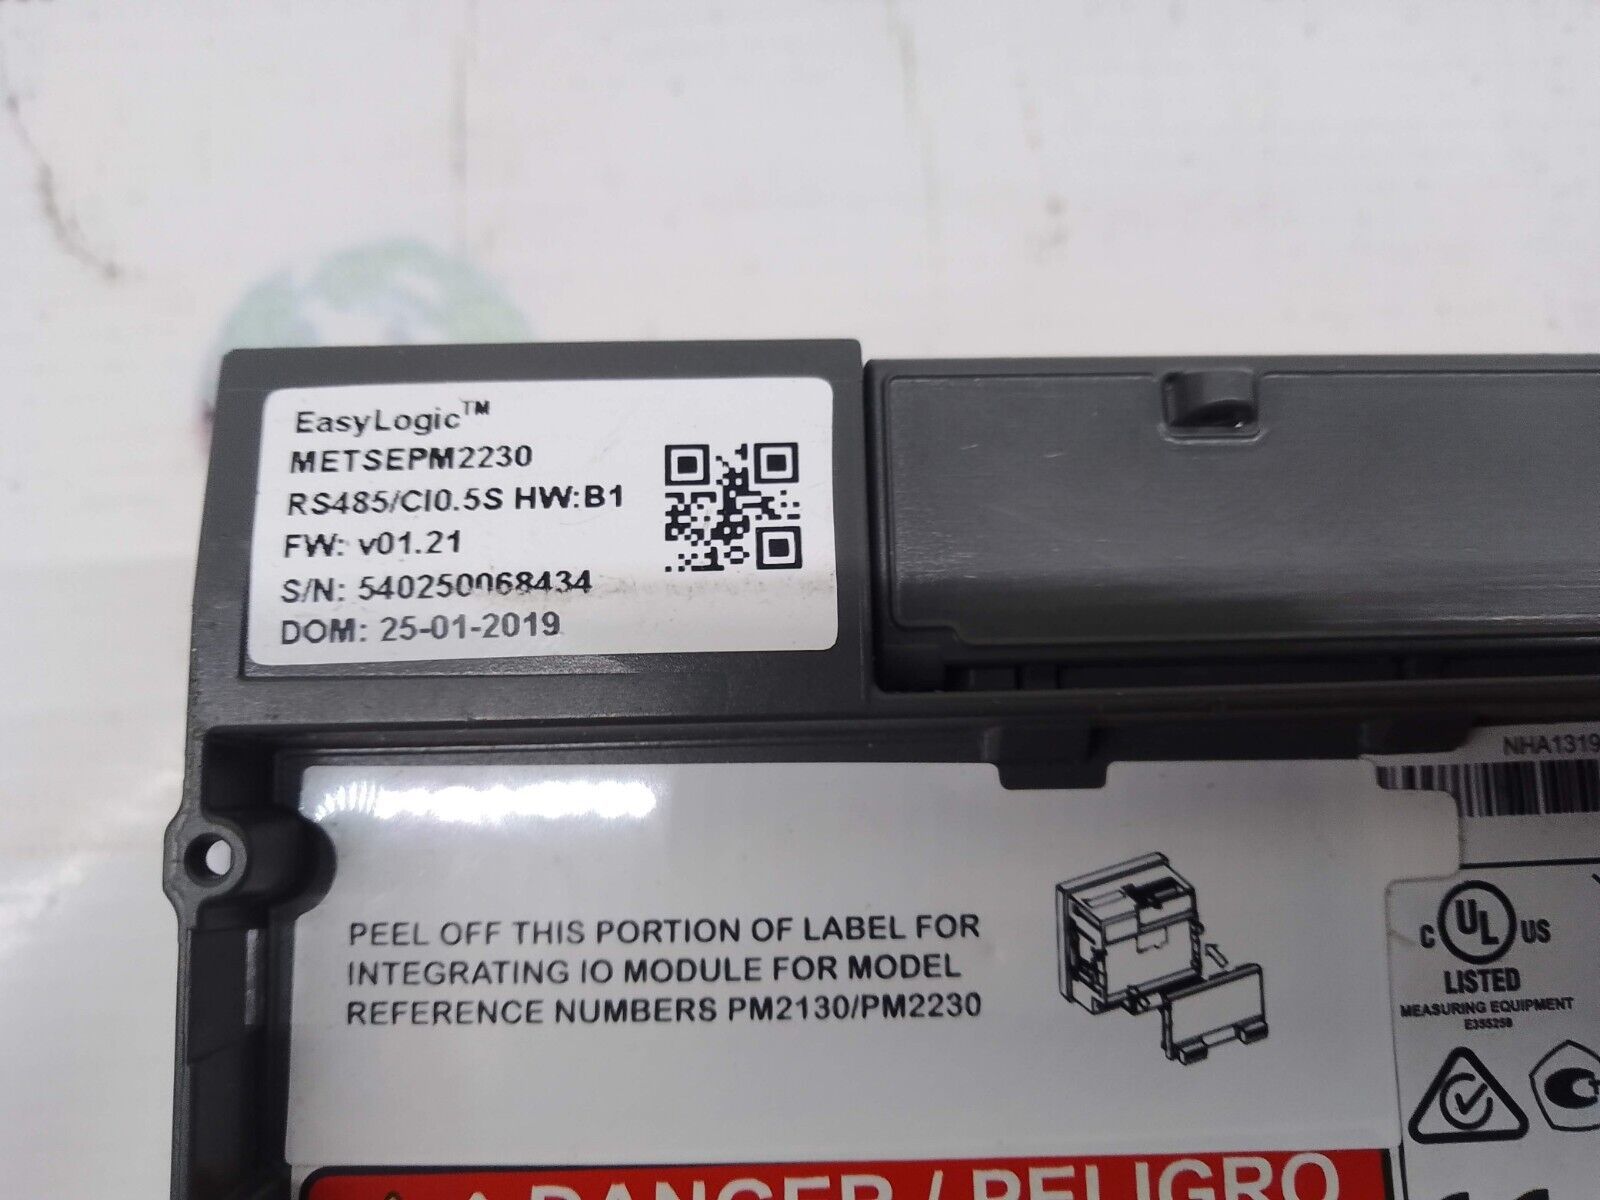 EasyLogic™
METSEPM2230
RS485/Cl0.5S HW:B1
FW: v01.21
S/N: 540250068434
DOM: 25-01-2019
NHA1319
PEEL OFF THIS PORTION OF LABEL FOR
INTEGRATING IO MODULE FOR MODEL
REFERENCE NUMBERS PM2130/PM2230
C UL US
LISTED
MEASURING EQUIPMENT
E355258
DANGER / PELIGRO